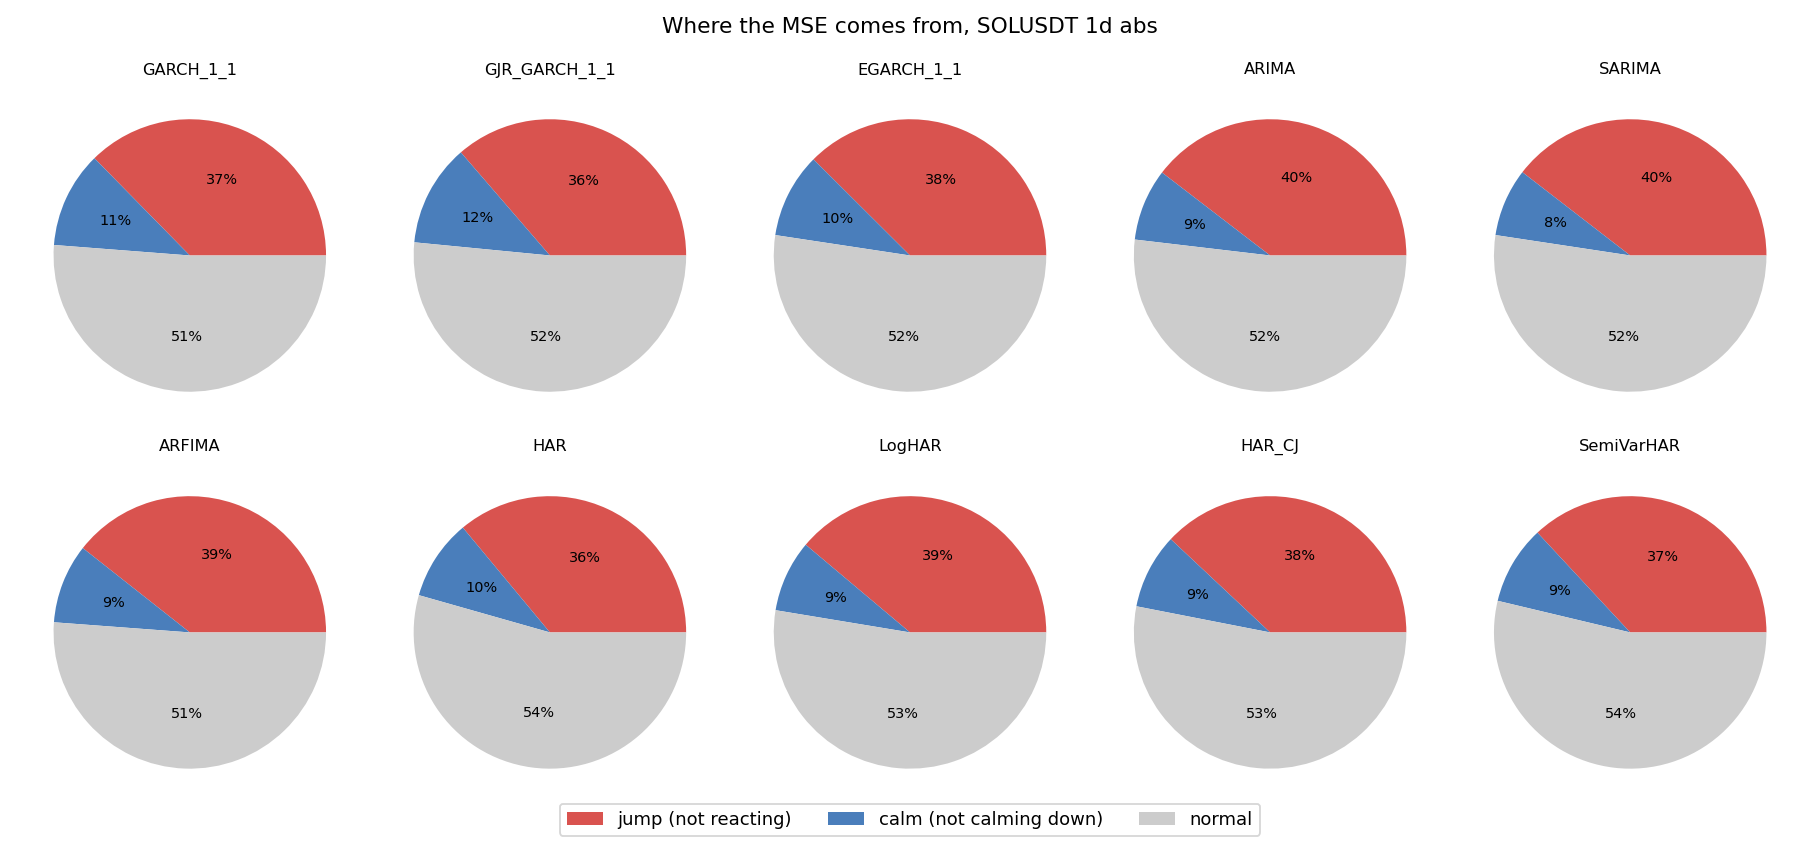 Where the MSE comes from, SOLUSDT 1d abs
GARCH_1_1
37%
11%
51%
GJR_GARCH_1_1
36%
12%
52%
EGARCH_1_1
38%
10%
52%
ARIMA
40%
9%
52%
SARIMA
40%
8%
52%
ARFIMA
39%
9%
51%
HAR
36%
10%
54%
LogHAR
39%
9%
53%
HAR_CJ
38%
9%
53%
SemiVarHAR
37%
9%
54%
jump (not reacting)
calm (not calming down)
normal